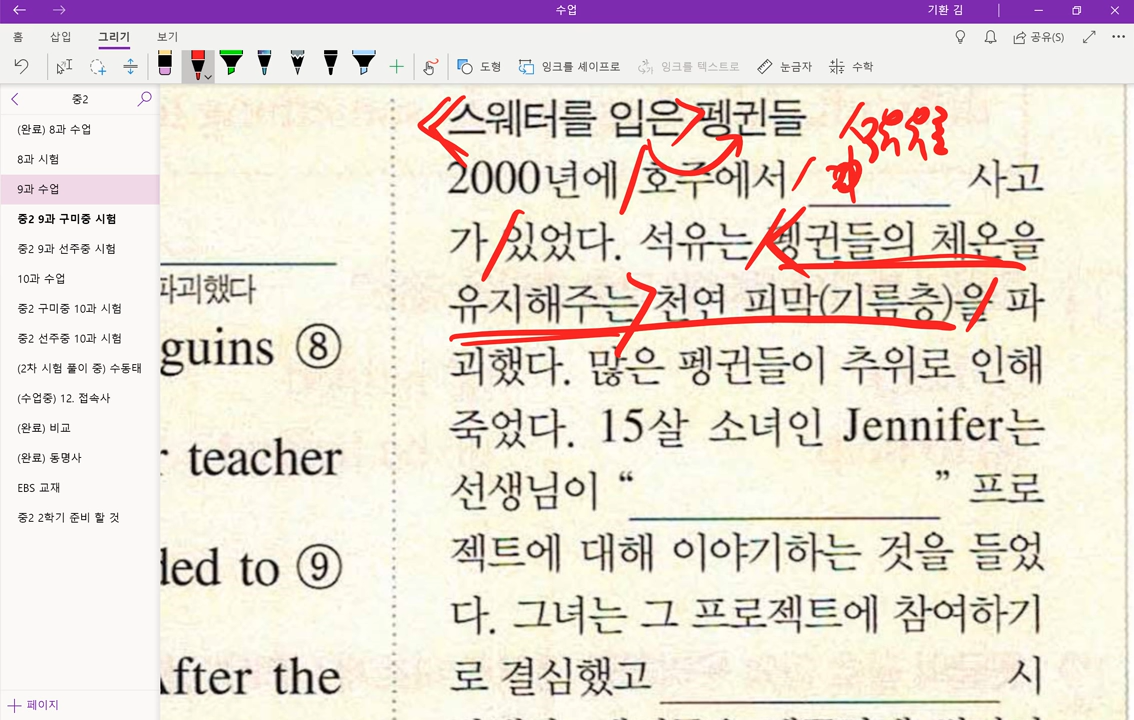 수업
기환 김
홈 삽입 그리기 보기
공유(S)
도형 잉크를 셰이프로 잉크를 텍스트로 눈금자 수학
중2
(완료) 8과 수업
8과 시험
9과 수업
중2 9과 구미중 시험
중2 9과 선주중 시험
10과 수업
중2 구미중 10과 시험
중2 선주중 10과 시험
(2차 시험 풀이 중) 수동태
(수업중) 12. 접속사
(완료) 비교
(완료) 동명사
EBS 교재
중2 2학기 준비 할 것
페이지
파괴했다
guins ⑧
teacher
ded to ⑨
After the
스웨터를 입은 펭귄들
2000년에 호주에서 사고
가 있었다. 석유는 펭귄들의 체온을
유지해주는 천연 피막(기름층)을 파
괴했다. 많은 펭귄들이 추위로 인해
죽었다. 15살 소녀인 Jennifer는
선생님이 “ ” 프로
젝트에 대해 이야기하는 것을 들었
다. 그녀는 그 프로젝트에 참여하기
로 결심했고 시